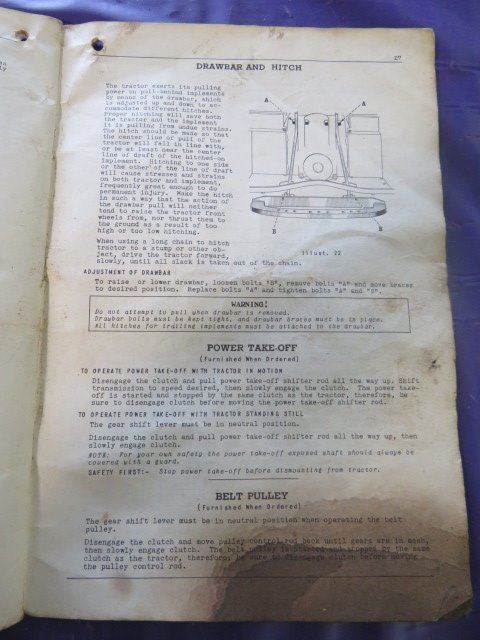 27
DRAWBAR AND HITCH
The tractor exerts its pulling
power on pull-behind implements
by means of the drawbar, which
is adjusted up and down to ac-
commodate different hitches.
Proper hitching will save both
the tractor and the implement
it is pulling from undue strains.
The hitch should be made so that
the center line of pull of the
tractor will fall in line with,
or be at least near the center
line of draft of the hitched-on
implement. Hitching to one side
or the other of the line of draft
will cause stresses and strains
on both tractor and implement,
frequently great enough to do
permanent injury. Make the hitch
in such a way that the action of
the drawbar pull will neither
tend to raise the tractor front
wheels from, nor thrust them to
the ground as a result of too
high or too low hitching.
A
A
B
B
Illust. 22
When using a long chain to hitch
tractor to a stump or other ob-
ject, drive the tractor forward,
slowly, until all slack is taken out of the chain.
ADJUSTMENT OF DRAWBAR
To raise or lower drawbar, loosen bolts "B", remove bolts "A" and move braces
to desired position. Replace bolts "A" and tighten bolts "A" and "B".
WARNING!
Do not attempt to pull when drawbar is removed.
Drawbar bolts must be kept tight, and drawbar braces must be in place.
All hitches for trailing implements must be attached to the drawbar.
POWER TAKE-OFF
(Furnished When Ordered)
TO OPERATE POWER TAKE-OFF WITH TRACTOR IN MOTION
Disengage the clutch and pull power take-off shifter rod all the way up. Shift
transmission to speed desired, then slowly engage the clutch. The power take-
off is started and stopped by the same clutch as the tractor, therefore, be
sure to disengage clutch before moving the power take-off shifter rod.
TO OPERATE POWER TAKE-OFF WITH TRACTOR STANDING STILL
The gear shift lever must be in neutral position.
Disengage the clutch and pull power take-off shifter rod all the way up, then
slowly engage clutch.
NOTE: For your own safety the power take-off exposed shaft should always be
covered with a guard.
SAFETY FIRST:- Stop power take-off before dismounting from tractor.
BELT PULLEY
(Furnished When Ordered)
The gear shift lever must be in neutral position when operating the belt
pulley.
Disengage the clutch and move pulley control rod back until gears are in mesh,
then slowly engage clutch. The belt pulley is started and stopped by the same
clutch as the tractor, therefore, be sure to disengage clutch before moving
the pulley control rod.